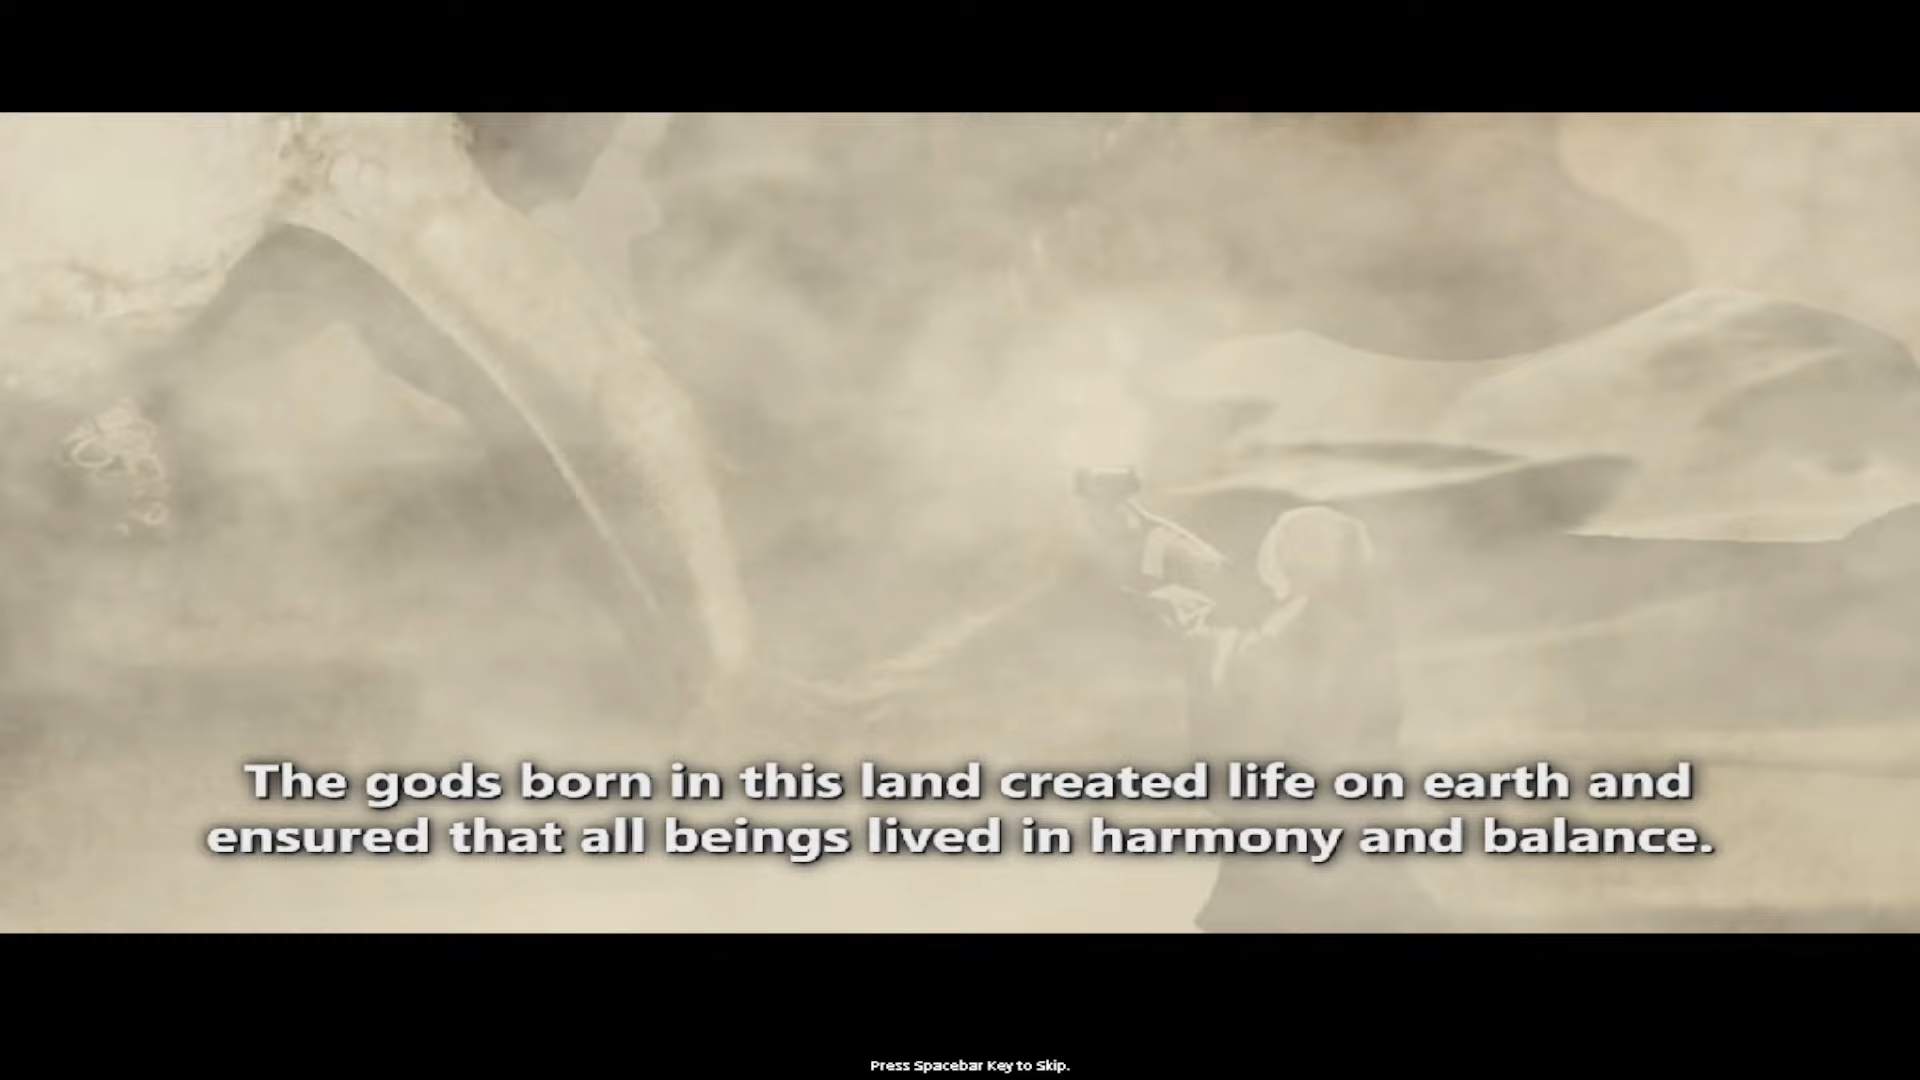 The gods born in this land created life on earth and
ensured that all beings lived in harmony and balance.
Press Spacebar Key to Skip.